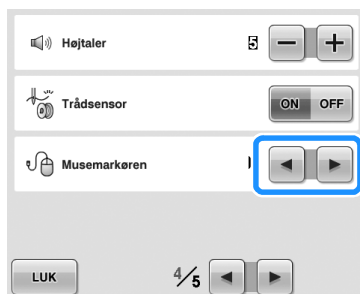 Højtaler 5 − +
Trådsensor ON OFF
Musemarkøren
LUK 4/5